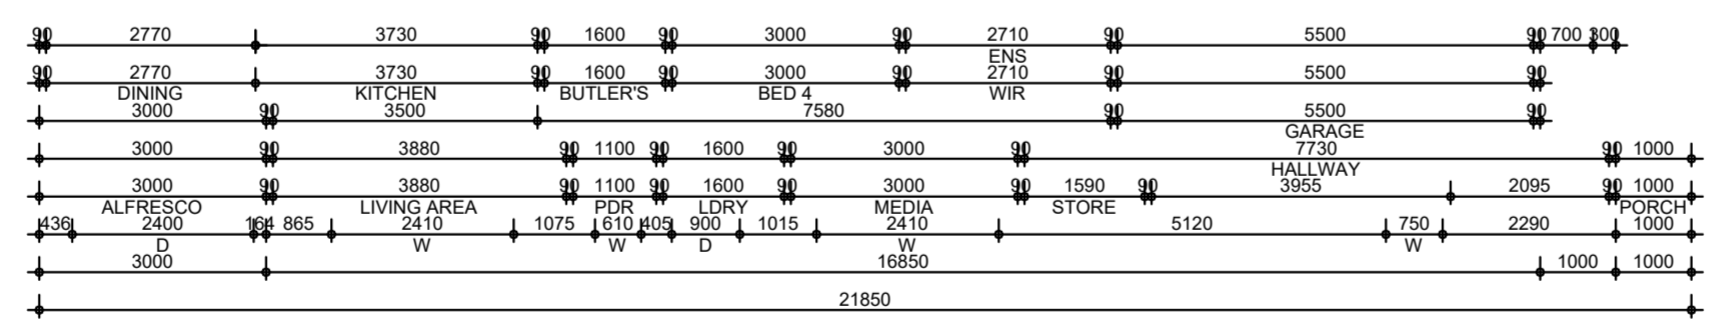 90 2770 3730 90 1600 90 3000 90 2710 90 5500 90 700 300
ENS
90 2770 3730 90 1600 90 3000 90 2710 90 5500 90
DINING KITCHEN BUTLER'S BED 4 WIR
3000 90 3500 7580 90 5500 90
GARAGE
3000 90 3880 90 1100 90 1600 90 3000 90 7730 90 1000
HALLWAY
3000 90 3880 90 1100 90 1600 90 3000 90 1590 90 3955 2095 90 1000
ALFRESCO LIVING AREA PDR LDRY MEDIA STORE PORCH
436 2400 164 865 2410 1075 610 405 900 1015 2410 5120 750 2290 1000
D W W D W W
3000 16850 1000 1000
21850